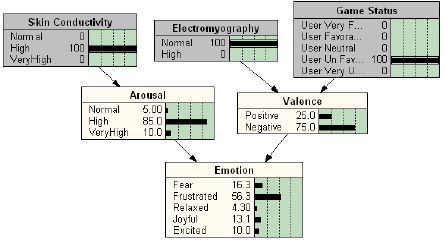 Skin Conductivity
Normal 0
High 100
VeryHigh 0
Electromyography
Normal 100
High 0
Game Status
User Very F... 0
User Favora... 0
User Neutral 0
User Un Fav... 100
User Very U... 0
Arousal
Normal 5.00
High 85.0
VeryHigh 10.0
Valence
Positive 25.0
Negative 75.0
Emotion
Fear 16.3
Frustrated 56.3
Relaxed 4.30
Joyful 13.1
Excited 10.0